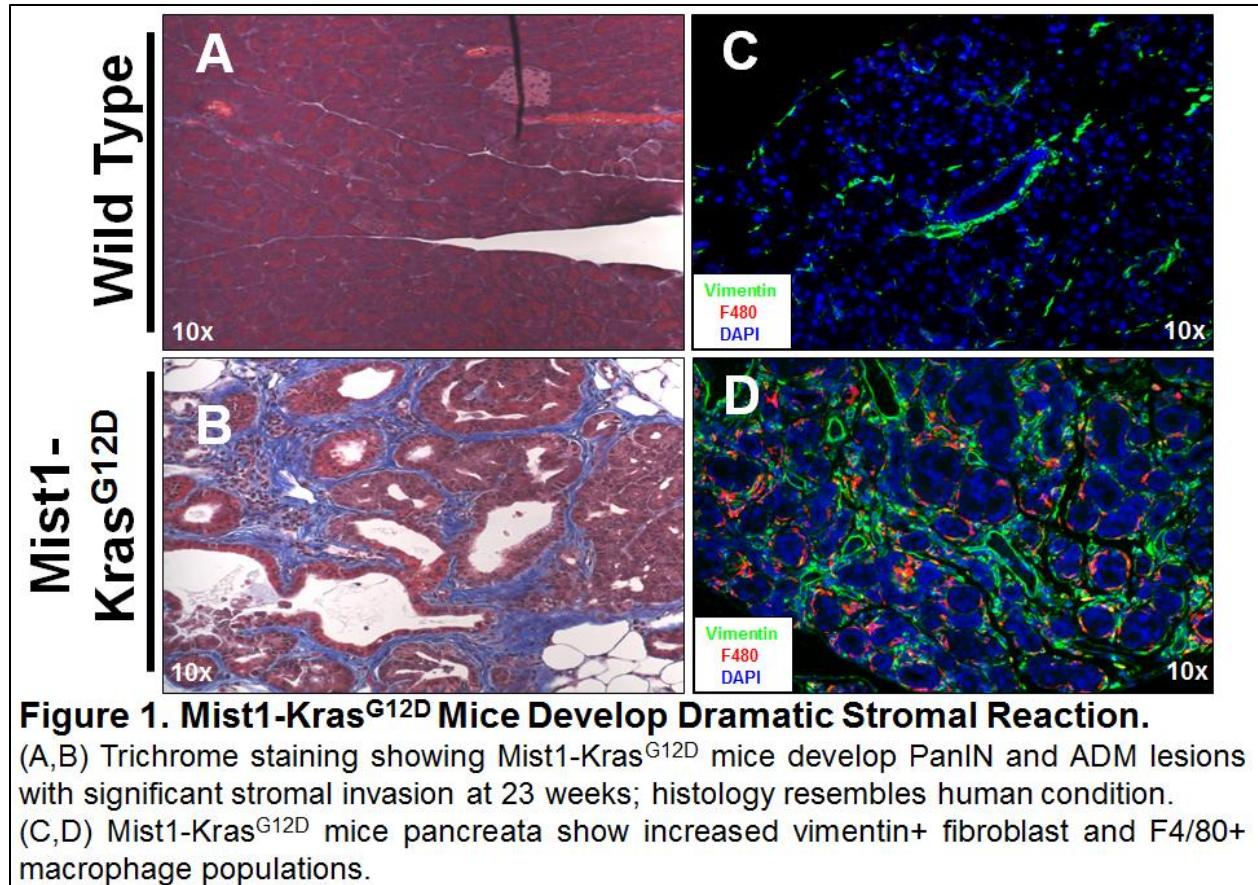 Wild Type
A
10x
C
Vimentin
F480
DAPI
10x
Mist1-
KrasG12D
B
10x
D
Vimentin
F480
DAPI
10x
Figure 1. Mist1-KrasG12D Mice Develop Dramatic Stromal Reaction.
(A,B) Trichrome staining showing Mist1-KrasG12D mice develop PanIN and ADM lesions
with significant stromal invasion at 23 weeks; histology resembles human condition.
(C,D) Mist1-KrasG12D mice pancreata show increased vimentin+ fibroblast and F4/80+
macrophage populations.